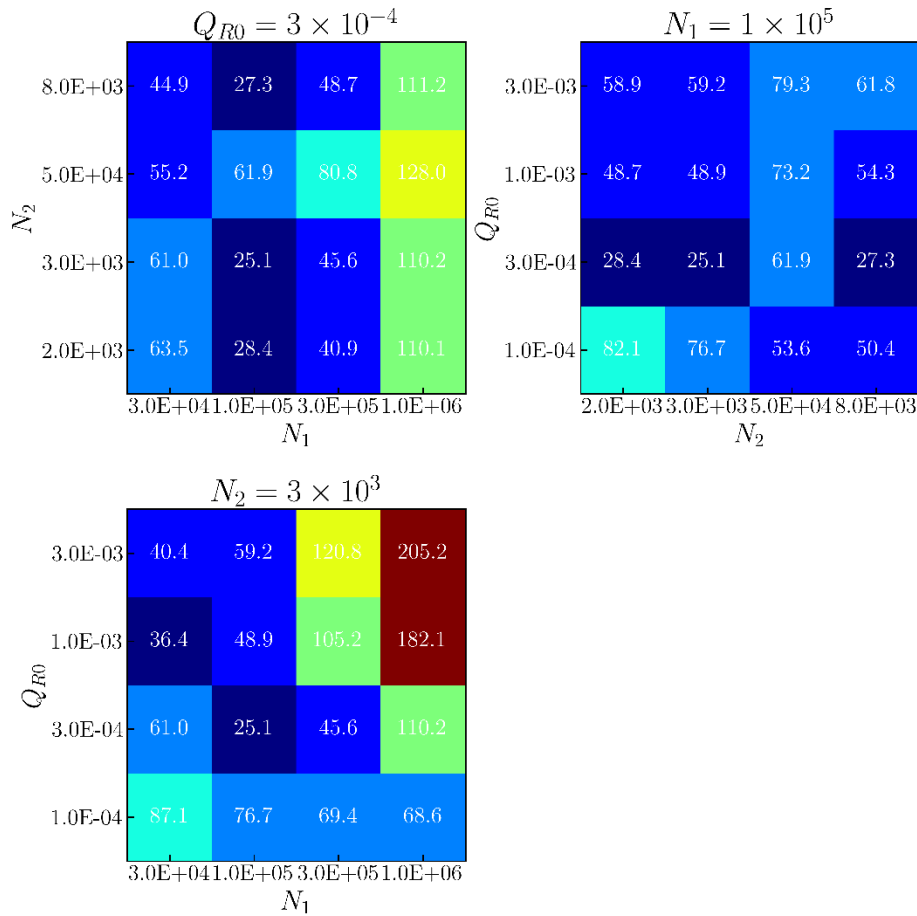 Q_{R0} = 3 × 10^{-4}
8.0E+03 44.9 27.3 48.7 111.2
5.0E+04 55.2 61.9 80.8 128.0
N_2
3.0E+03 61.0 25.1 45.6 110.2
2.0E+03 63.5 28.4 40.9 110.1
3.0E+04 1.0E+05 3.0E+05 1.0E+06
N_1
N_1 = 1 × 10^5
3.0E-03 58.9 59.2 79.3 61.8
1.0E-03 48.7 48.9 73.2 54.3
Q_{R0}
3.0E-04 28.4 25.1 61.9 27.3
1.0E-04 82.1 76.7 53.6 50.4
2.0E+03 3.0E+03 5.0E+04 8.0E+03
N_2
N_2 = 3 × 10^3
3.0E-03 40.4 59.2 120.8 205.2
1.0E-03 36.4 48.9 105.2 182.1
Q_{R0}
3.0E-04 61.0 25.1 45.6 110.2
1.0E-04 87.1 76.7 69.4 68.6
3.0E+04 1.0E+05 3.0E+05 1.0E+06
N_1